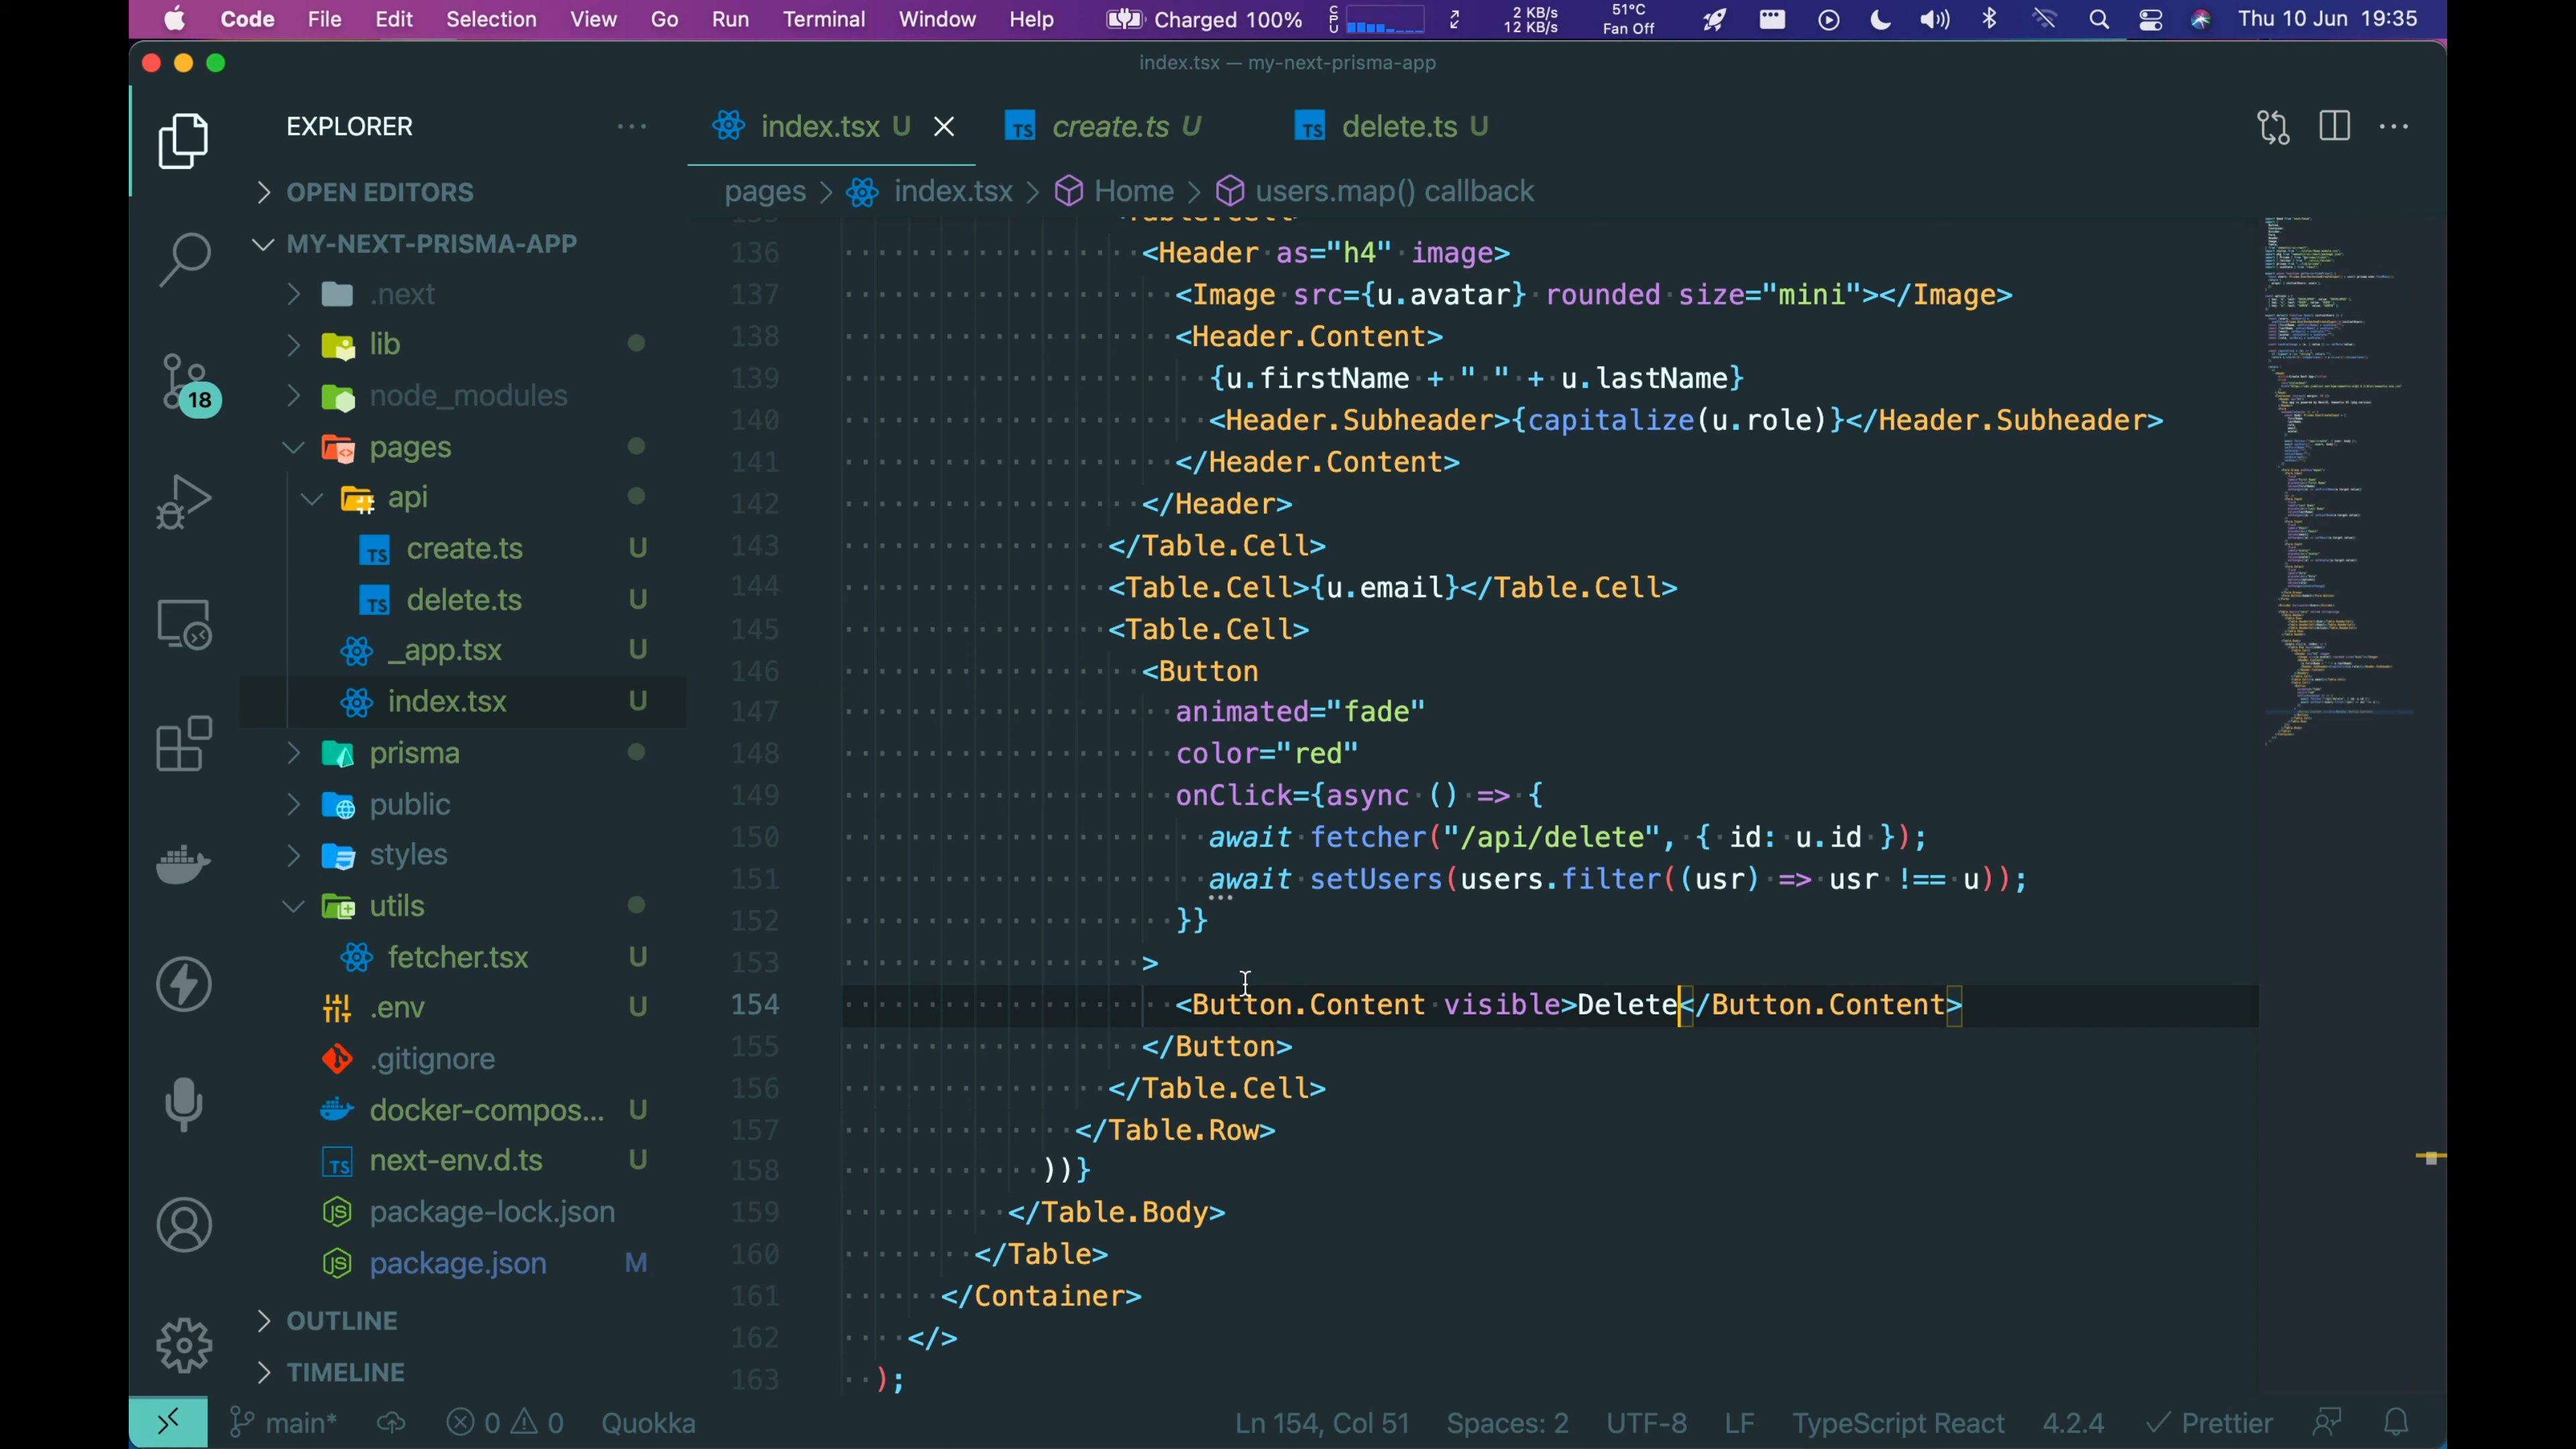 Code File Edit Selection View Go Run Terminal Window Help Charged 100% CPU 2 KB/s 12 KB/s 51°C Fan Off Thu 10 Jun 19:35
index.tsx — my-next-prisma-app
EXPLORER
index.tsx U
create.ts U
delete.ts U
OPEN EDITORS
pages > index.tsx > Home > users.map() callback
MY-NEXT-PRISMA-APP
.next
lib
node_modules
pages
api
create.ts U
delete.ts U
_app.tsx U
index.tsx U
prisma
public
styles
utils
fetcher.tsx U
.env U
.gitignore
docker-compos... U
next-env.d.ts U
package-lock.json
package.json M
OUTLINE
TIMELINE
18
136 <Header as="h4" image>
137 <Image src={u.avatar} rounded size="mini"></Image>
138 <Header.Content>
139 {u.firstName + " " + u.lastName}
140 <Header.Subheader>{capitalize(u.role)}</Header.Subheader>
141 </Header.Content>
142 </Header>
143 </Table.Cell>
144 <Table.Cell>{u.email}</Table.Cell>
145 <Table.Cell>
146 <Button
147 animated="fade"
148 color="red"
149 onClick={async () => {
150 await fetcher("/api/delete", { id: u.id });
151 await setUsers(users.filter((usr) => usr !== u));
152 }}
153 >
154 <Button.Content visible>Delete</Button.Content>
155 </Button>
156 </Table.Cell>
157 </Table.Row>
158 ))}
159 </Table.Body>
160 </Table>
161 </Container>
162 </>
163 );
main* 0 0 Quokka Ln 154, Col 51 Spaces: 2 UTF-8 LF TypeScript React 4.2.4 Prettier